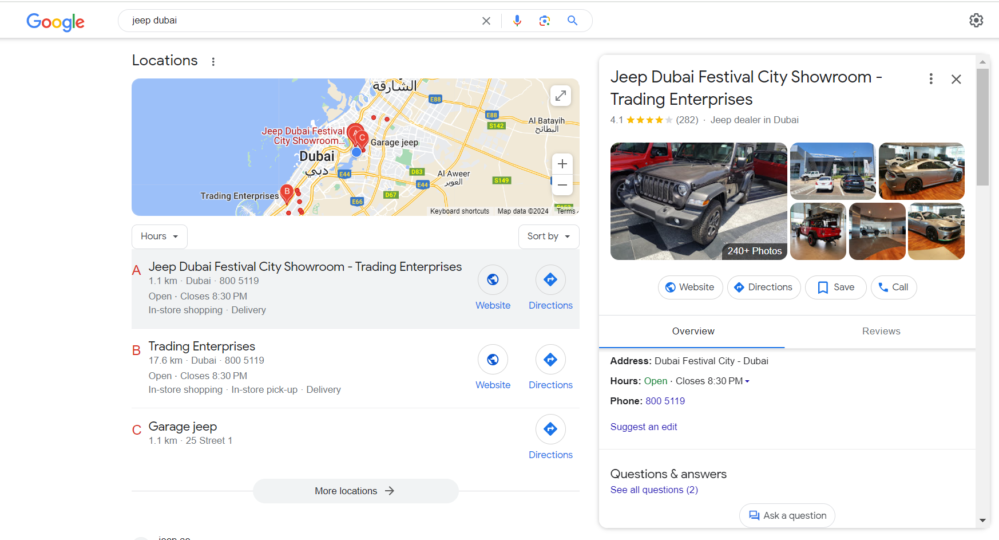 Google
jeep dubai
Locations
الشارقة
E88
E88
S142
Al Batayih
البطائح
Jeep Dubai Festival
City Showroom...
A
C
Garage jeep
Dubai
دبي
E44
D83
Al Aweer
العوير
S149
E44
D67
E66
Trading Enterprises
B
Keyboard shortcuts
Map data ©2024
Terms
Hours
Sort by
A
Jeep Dubai Festival City Showroom - Trading Enterprises
1.1 km · Dubai · 800 5119
Open · Closes 8:30 PM
In-store shopping · Delivery
Website
Directions
B
Trading Enterprises
17.6 km · Dubai · 800 5119
Open · Closes 8:30 PM
In-store shopping · In-store pick-up · Delivery
Website
Directions
C
Garage jeep
1.1 km · 25 Street 1
Directions
More locations
Jeep Dubai Festival City Showroom -
Trading Enterprises
4.1 (282) · Jeep dealer in Dubai
Jeep
240+ Photos
Website
Directions
Save
Call
Overview
Reviews
Address: Dubai Festival City - Dubai
Hours: Open · Closes 8:30 PM
Phone: 800 5119
Suggest an edit
Questions & answers
See all questions (2)
Ask a question